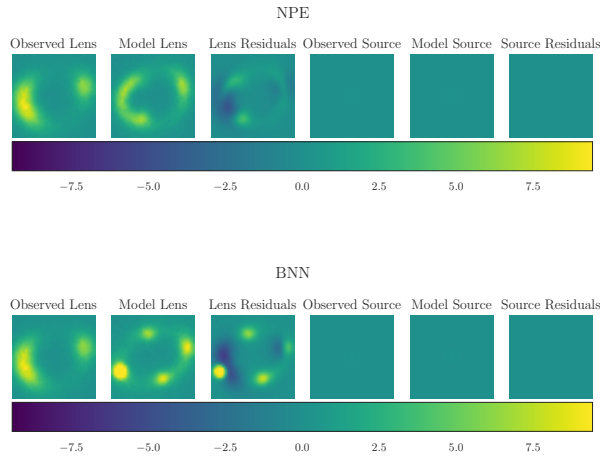 NPE
Observed Lens Model Lens Lens Residuals Observed Source Model Source Source Residuals
−7.5 −5.0 −2.5 0.0 2.5 5.0 7.5
BNN
Observed Lens Model Lens Lens Residuals Observed Source Model Source Source Residuals
−7.5 −5.0 −2.5 0.0 2.5 5.0 7.5